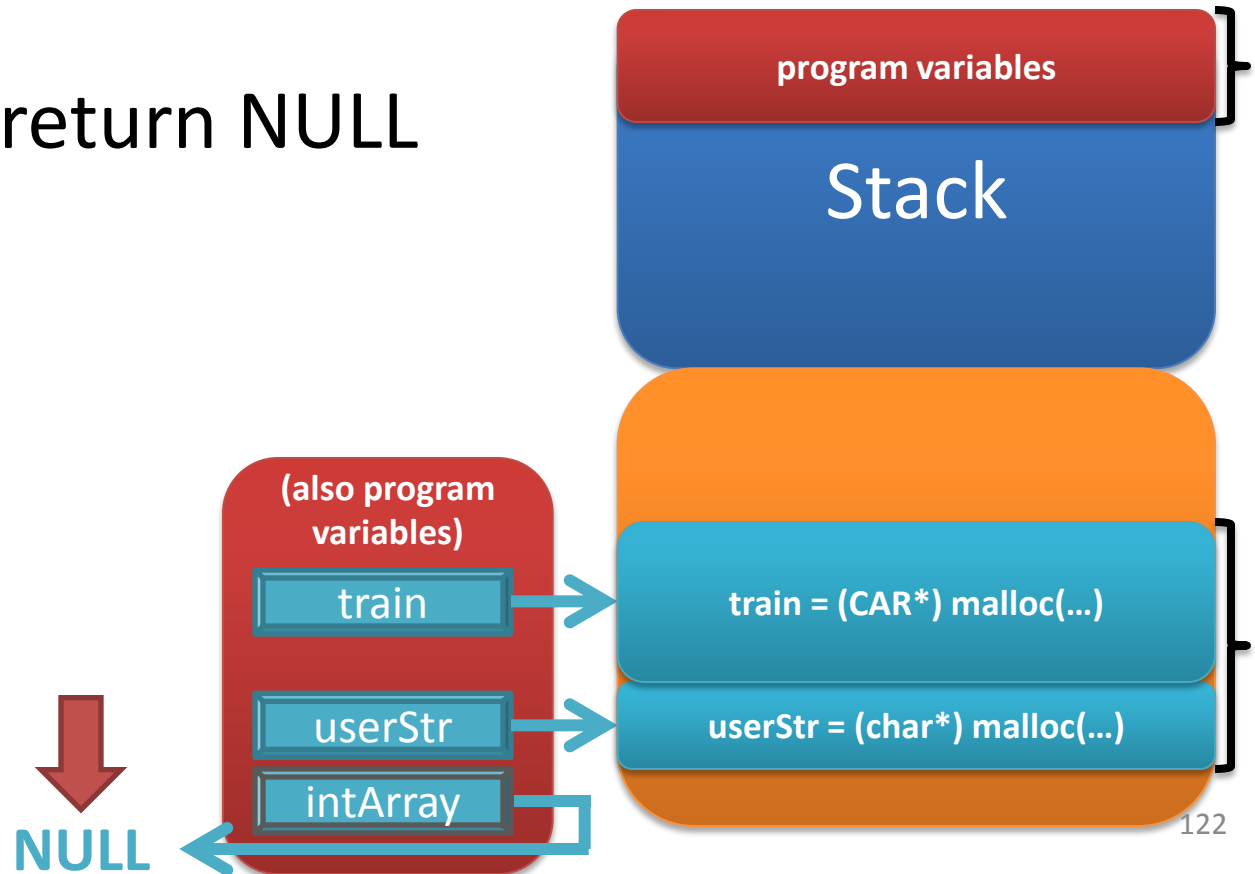 return NULL
program variables
Stack
(also program
variables)
train
train = (CAR*) malloc(…)
userStr
userStr = (char*) malloc(…)
intArray
NULL
122